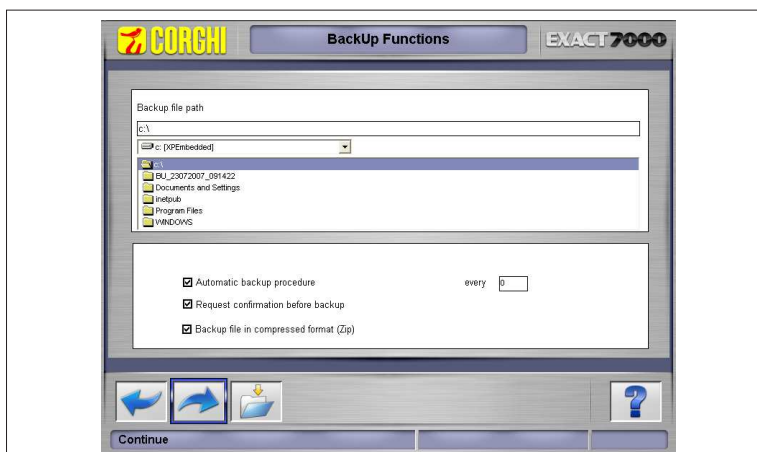 CORGHI
BackUp Functions
EXACT7000
Backup file path
c:\
c: [XPEmbedded]
c:\
BU_23072007_091422
Documents and Settings
inetpub
Program Files
WINDOWS
Automatic backup procedure every 0
Request confirmation before backup
Backup file in compressed format (Zip)
?
Continue